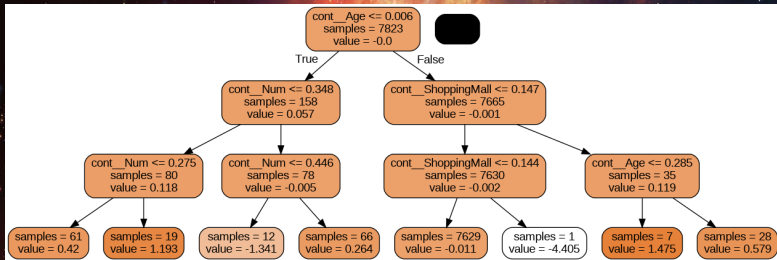 cont__Age <= 0.006
samples = 7823
value = -0.0
True
False
cont__Num <= 0.348
samples = 158
value = 0.057
cont__ShoppingMall <= 0.147
samples = 7665
value = -0.001
cont__Num <= 0.275
samples = 80
value = 0.118
cont__Num <= 0.446
samples = 78
value = -0.005
cont__ShoppingMall <= 0.144
samples = 7630
value = -0.002
cont__Age <= 0.285
samples = 35
value = 0.119
samples = 61
value = 0.42
samples = 19
value = 1.193
samples = 12
value = -1.341
samples = 66
value = 0.264
samples = 7629
value = -0.011
samples = 1
value = -4.405
samples = 7
value = 1.475
samples = 28
value = 0.579